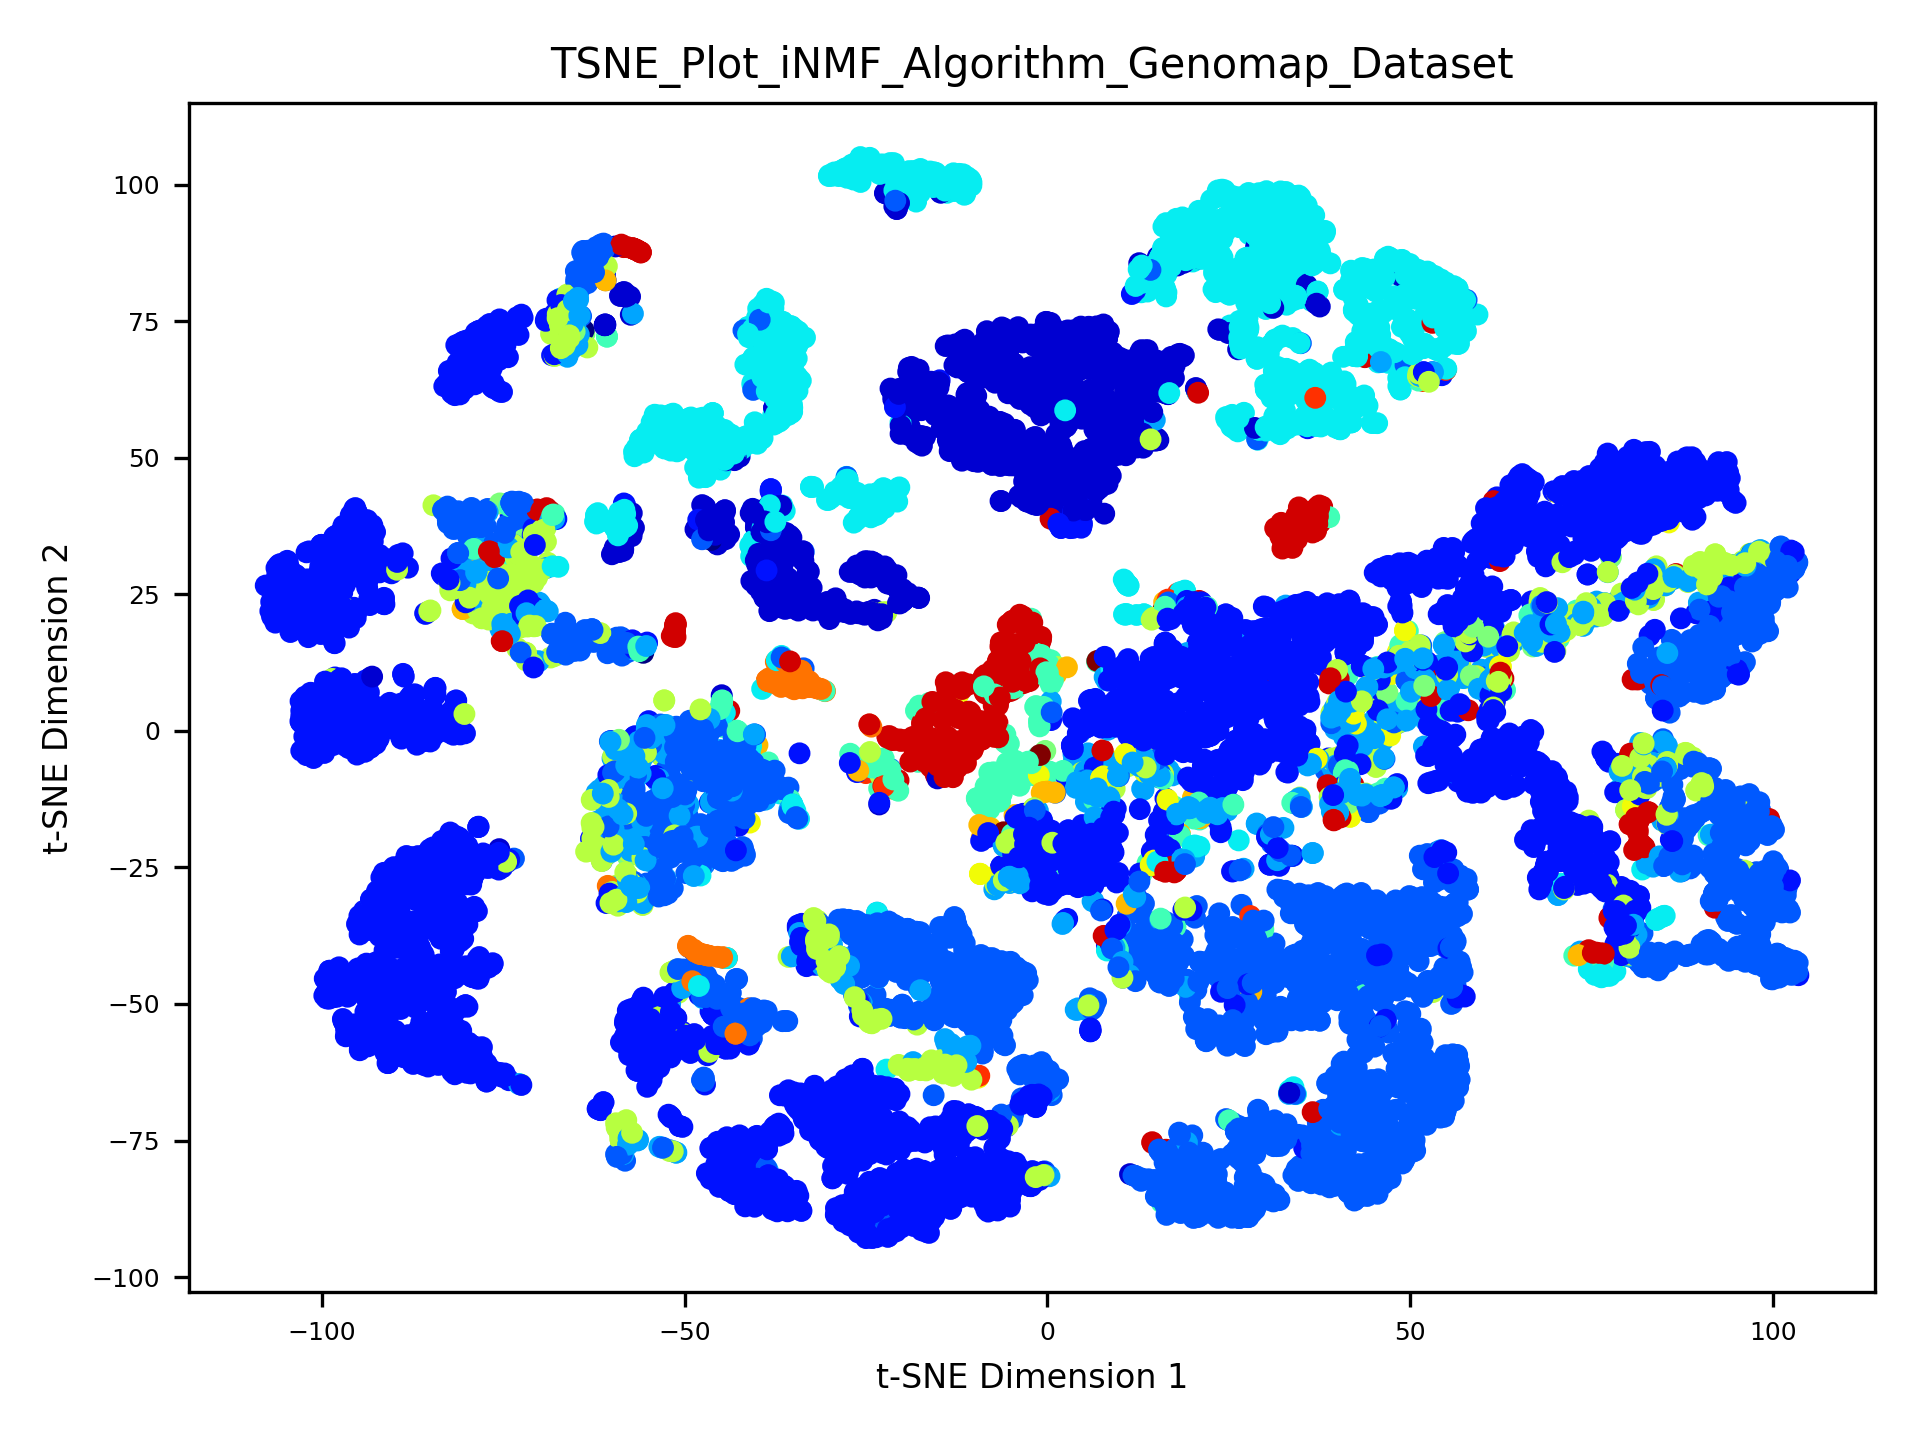 TSNE_Plot_iNMF_Algorithm_Genomap_Dataset
100
75
50
25
0
−25
−50
−75
−100
t-SNE Dimension 2
−100 −50 0 50 100
t-SNE Dimension 1